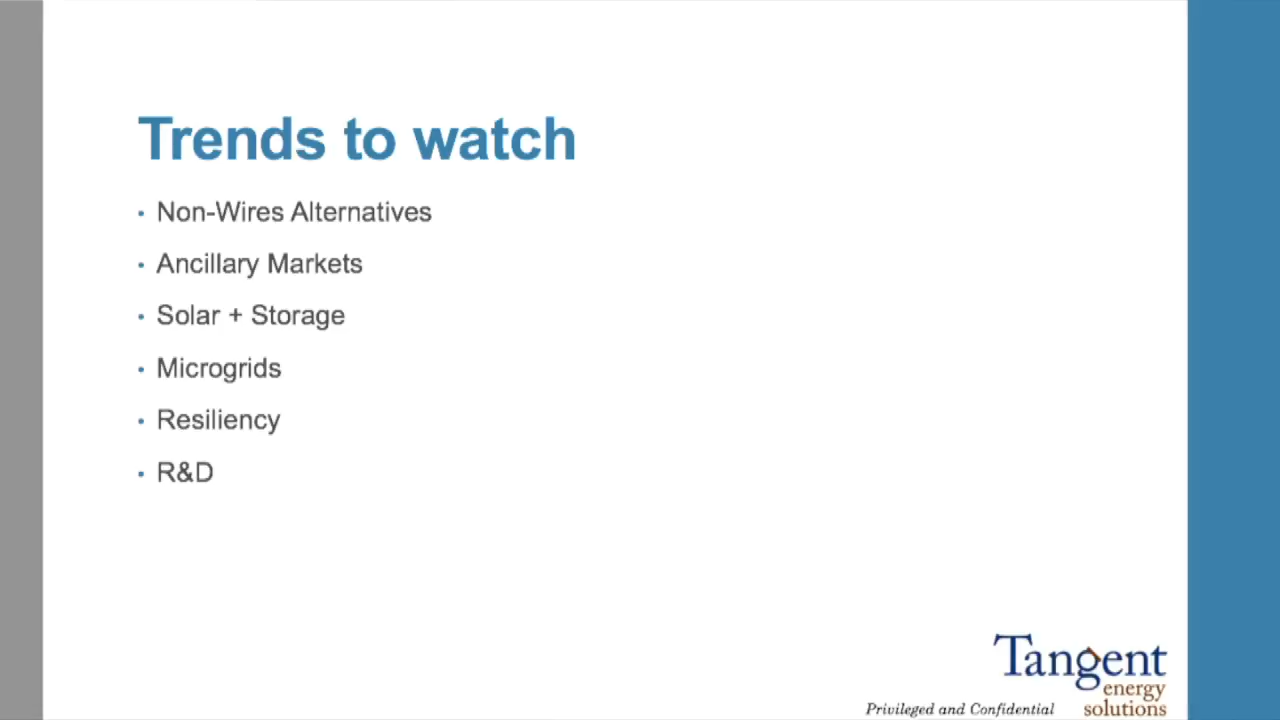 Trends to watch
• Non-Wires Alternatives
• Ancillary Markets
• Solar + Storage
• Microgrids
• Resiliency
• R&D
Tangent
energy
solutions
Privileged and Confidential